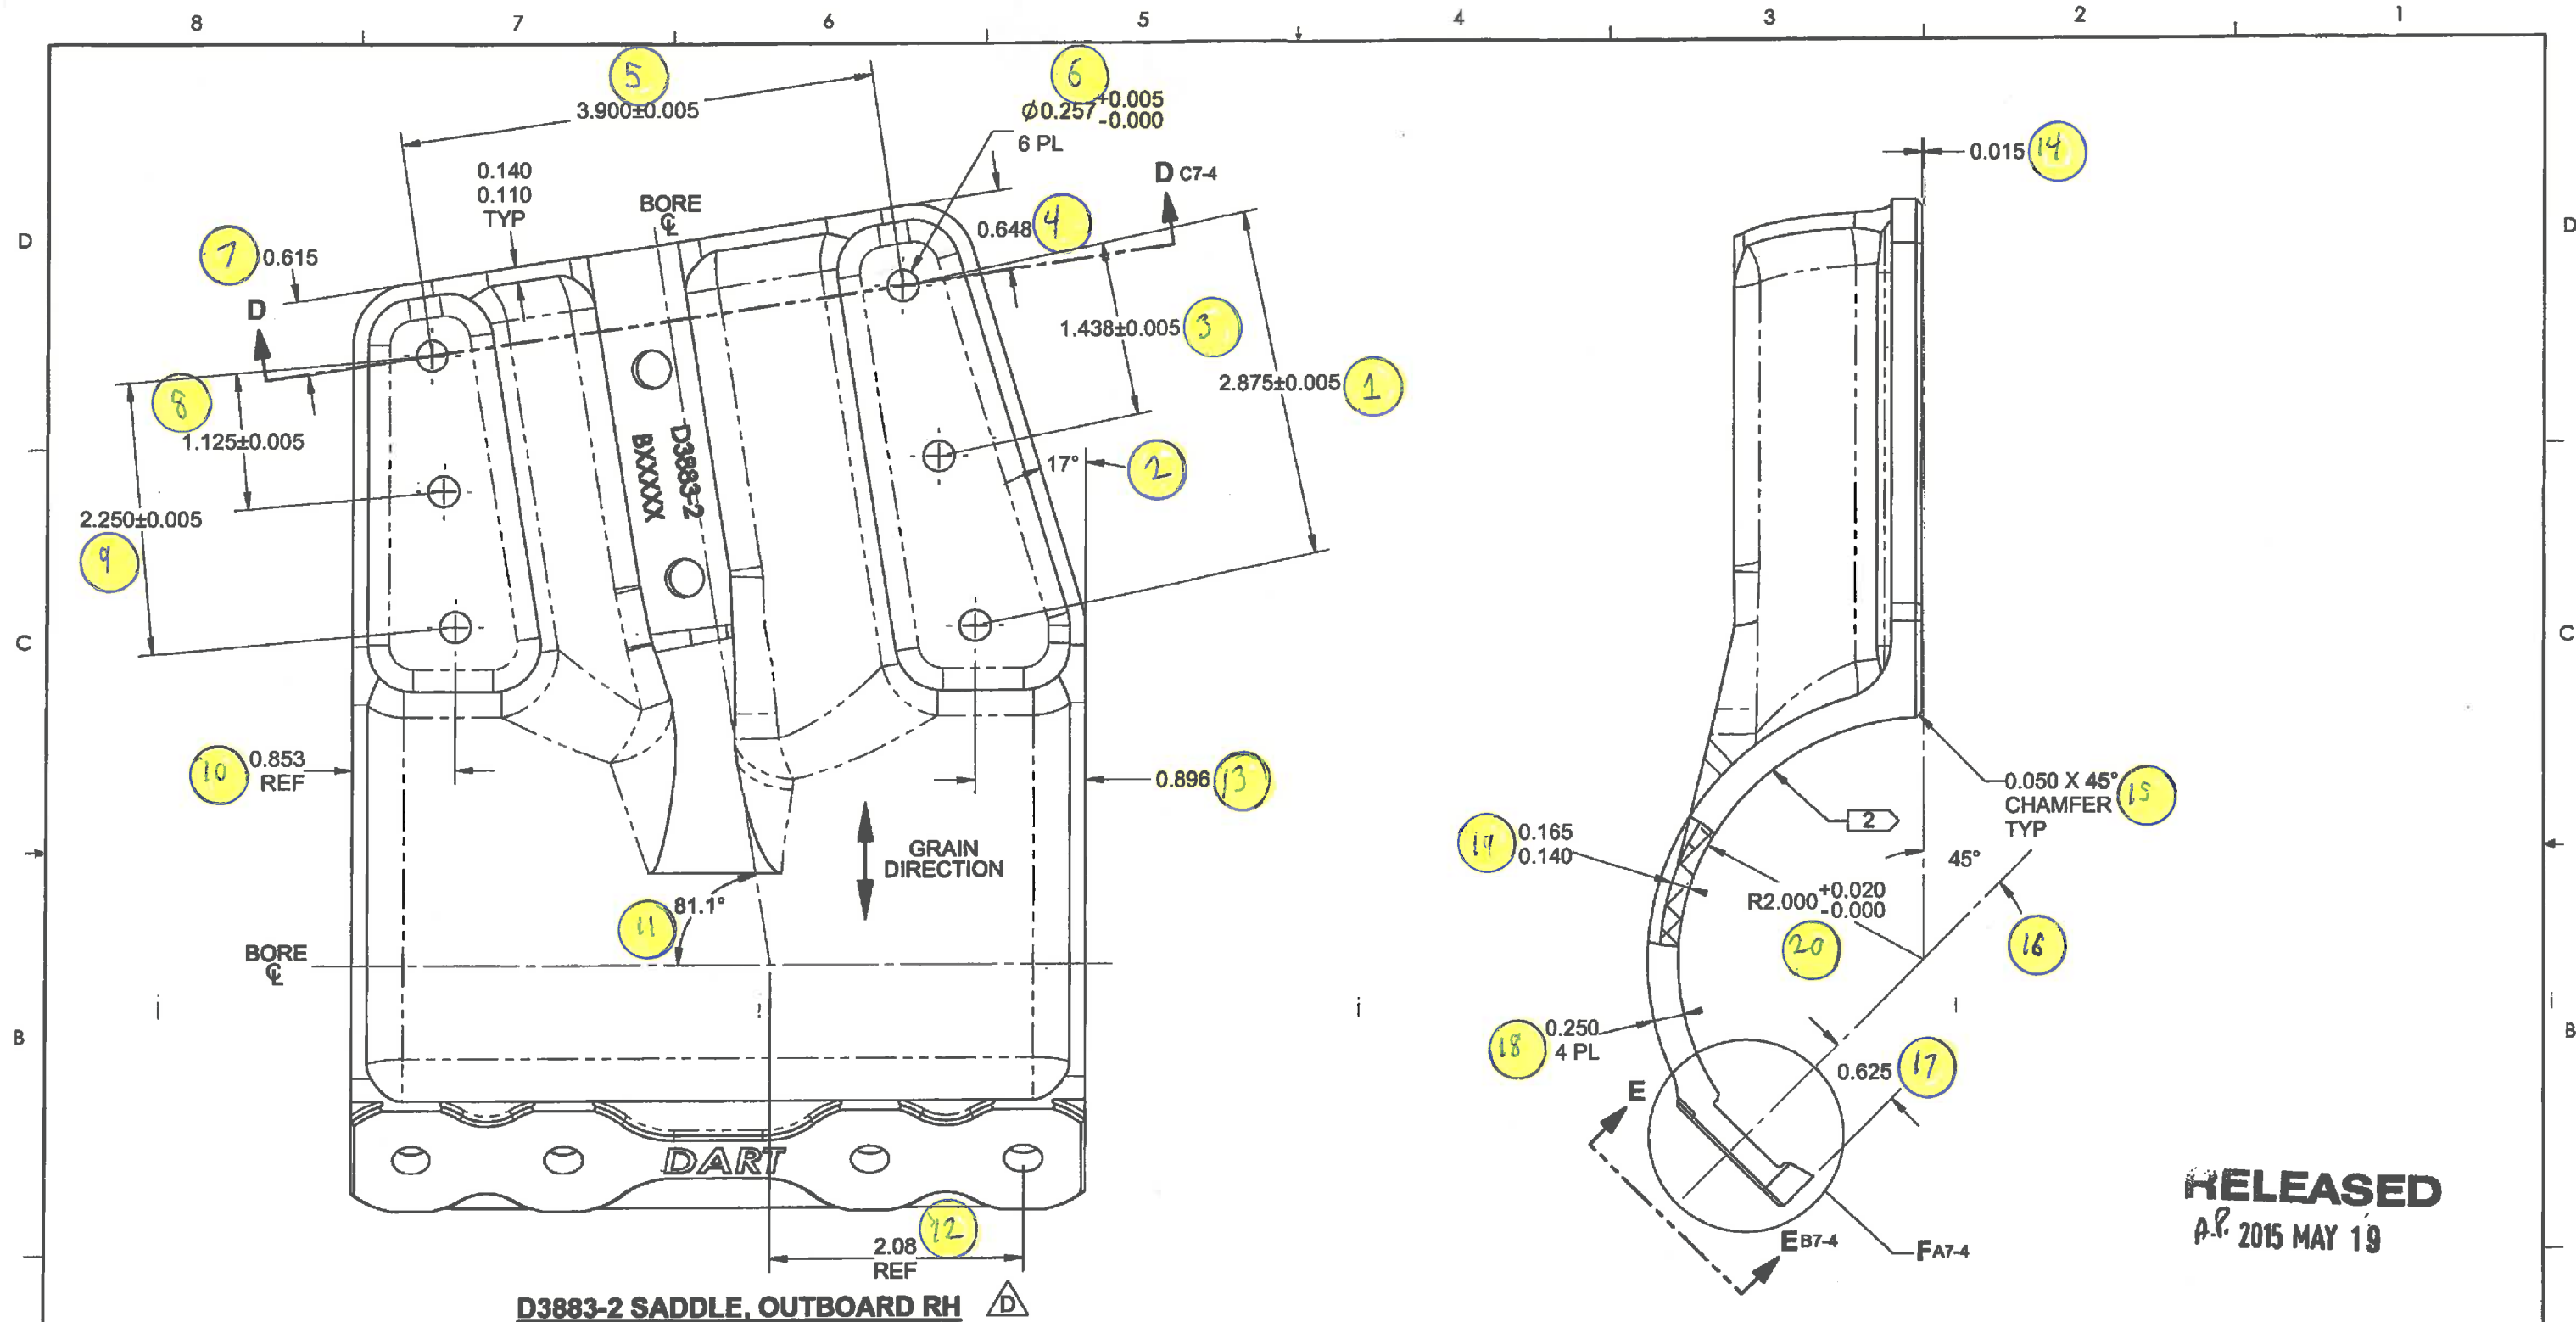 8 7 6 5 4 3 2 1
5
3.900±0.005
6
Ø0.257 +0.005
-0.000
6 PL
0.140
0.110
TYP
BORE
℄
D C7-4
0.648 4
7 0.615
D
1.438±0.005 3
2.875±0.005 1
8
1.125±0.005
17° 2
D3883-2
BXXXX
2.250±0.005
9
10 0.853
REF
0.896 13
GRAIN
DIRECTION
81.1°
11
BORE
℄
DART
12
2.08
REF
D3883-2 SADDLE, OUTBOARD RH D
0.015 14
0.050 X 45°
CHAMFER
TYP
15
2
19 0.165
0.140
45°
R2.000 +0.020
-0.000
20
16
18 0.250
4 PL
0.625 17
E
E B7-4
F A7-4
RELEASED
A.P. 2015 MAY 19
D D
C C
B B